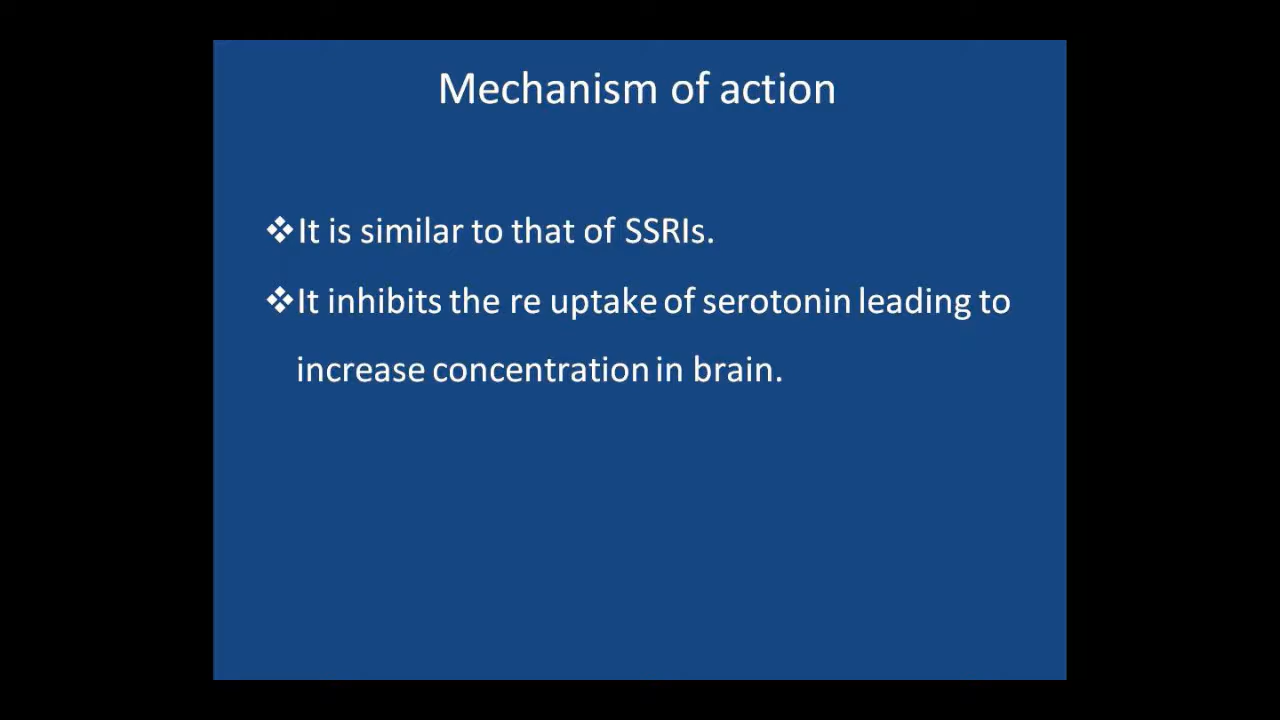 Mechanism of action
❖It is similar to that of SSRIs.
❖It inhibits the re uptake of serotonin leading to
increase concentration in brain.